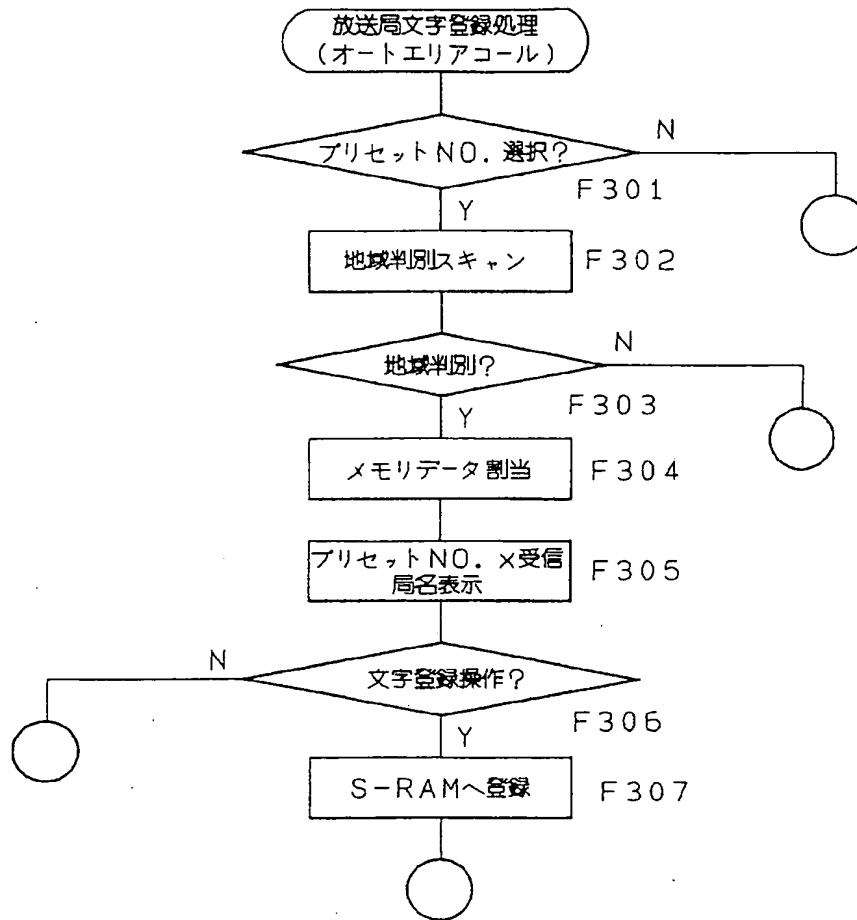 放送局文字登録処理
(オートエリアコール)
プリセットNO. 選択?
N
F301
Y
地域判別スキャン
F302
地域判別?
N
F303
Y
メモリデータ割当
F304
プリセットNO. ×受信
局名表示
F305
N
文字登録操作?
F306
Y
S-RAMへ登録
F307